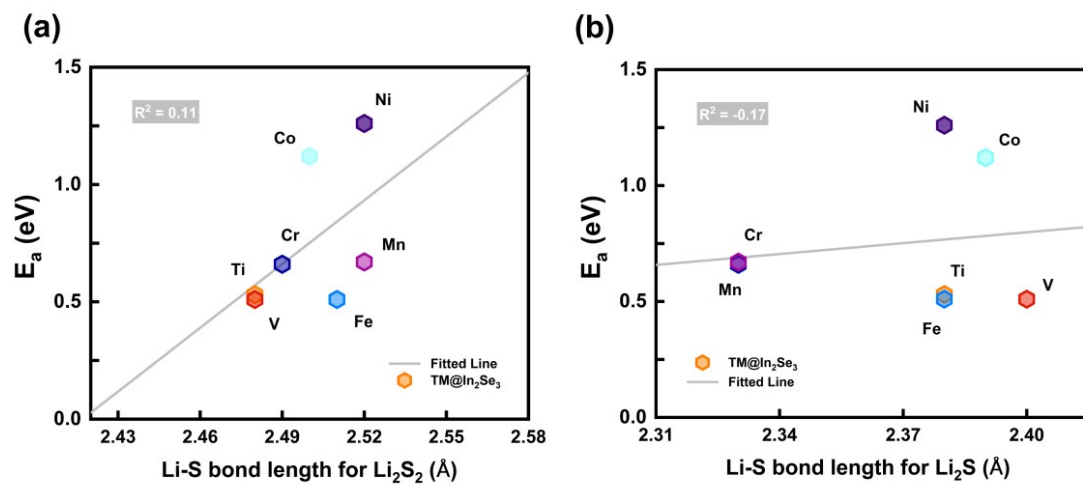 (a)
1.5
1.0
0.5
0.0
E_a (eV)
R² = 0.11
Ni
Co
Cr
Mn
Ti
V
Fe
Fitted Line
TM@In₂Se₃
2.43 2.46 2.49 2.52 2.55 2.58
Li-S bond length for Li₂S₂ (Å)
(b)
1.5
1.0
0.5
0.0
E_a (eV)
R² = -0.17
Ni
Co
Cr
Mn
Ti
V
Fe
TM@In₂Se₃
Fitted Line
2.31 2.34 2.37 2.40
Li-S bond length for Li₂S (Å)